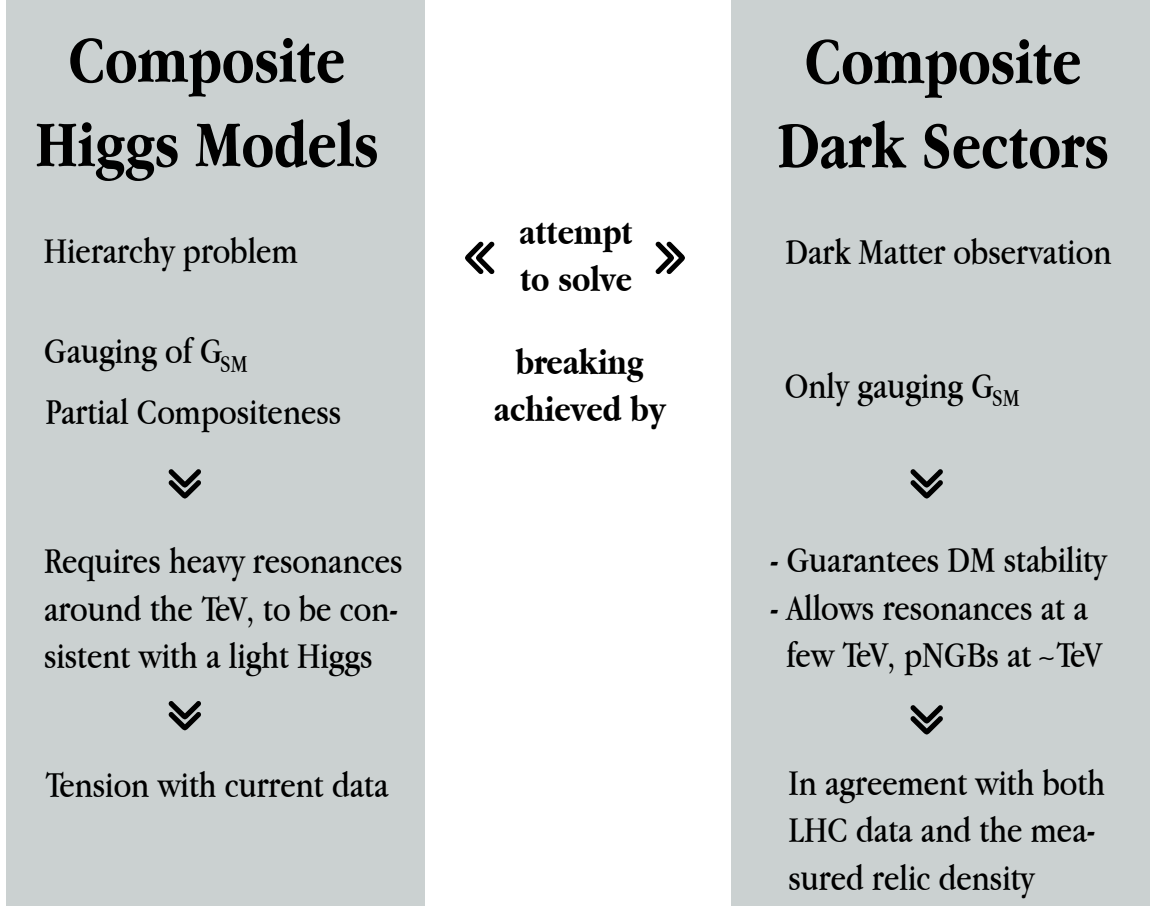 Composite
Higgs Models
Hierarchy problem
Gauging of G_SM
Partial Compositeness
Requires heavy resonances
around the TeV, to be con-
sistent with a light Higgs
Tension with current data
attempt
to solve
breaking
achieved by
Composite
Dark Sectors
Dark Matter observation
Only gauging G_SM
- Guarantees DM stability
- Allows resonances at a
few TeV, pNGBs at ~TeV
In agreement with both
LHC data and the mea-
sured relic density